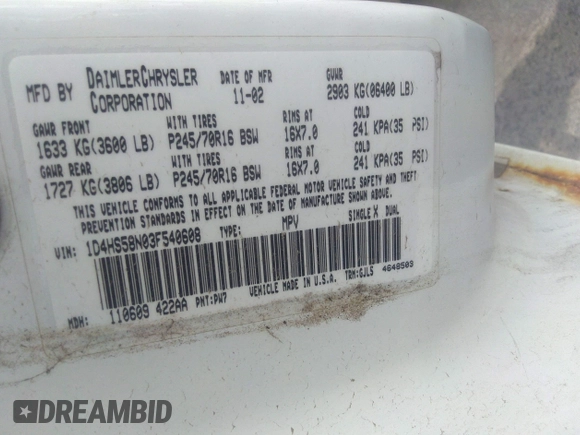 MFD BY DAIMLERCHRYSLER CORPORATION DATE OF MFR 11-02 GVWR 2903 KG(06400 LB)
GAWR FRONT WITH TIRES RIMS AT COLD
1633 KG(3600 LB) P245/70R16 BSW 16X7.0 241 KPA(35 PSI)
GAWR REAR WITH TIRES RIMS AT COLD
1727 KG(3806 LB) P245/70R16 BSW 16X7.0 241 KPA(35 PSI)
THIS VEHICLE CONFORMS TO ALL APPLICABLE FEDERAL MOTOR VEHICLE SAFETY AND THEFT
PREVENTION STANDARDS IN EFFECT ON THE DATE OF MANUFACTURE SHOWN ABOVE.
VIN: 1D4HS58N03F540608 TYPE: MPV SINGLE X DUAL
MDH: 110609 422AA PNT:PW7 VEHICLE MADE IN U.S.A. TRM:GJL5 4648503
DREAMBID